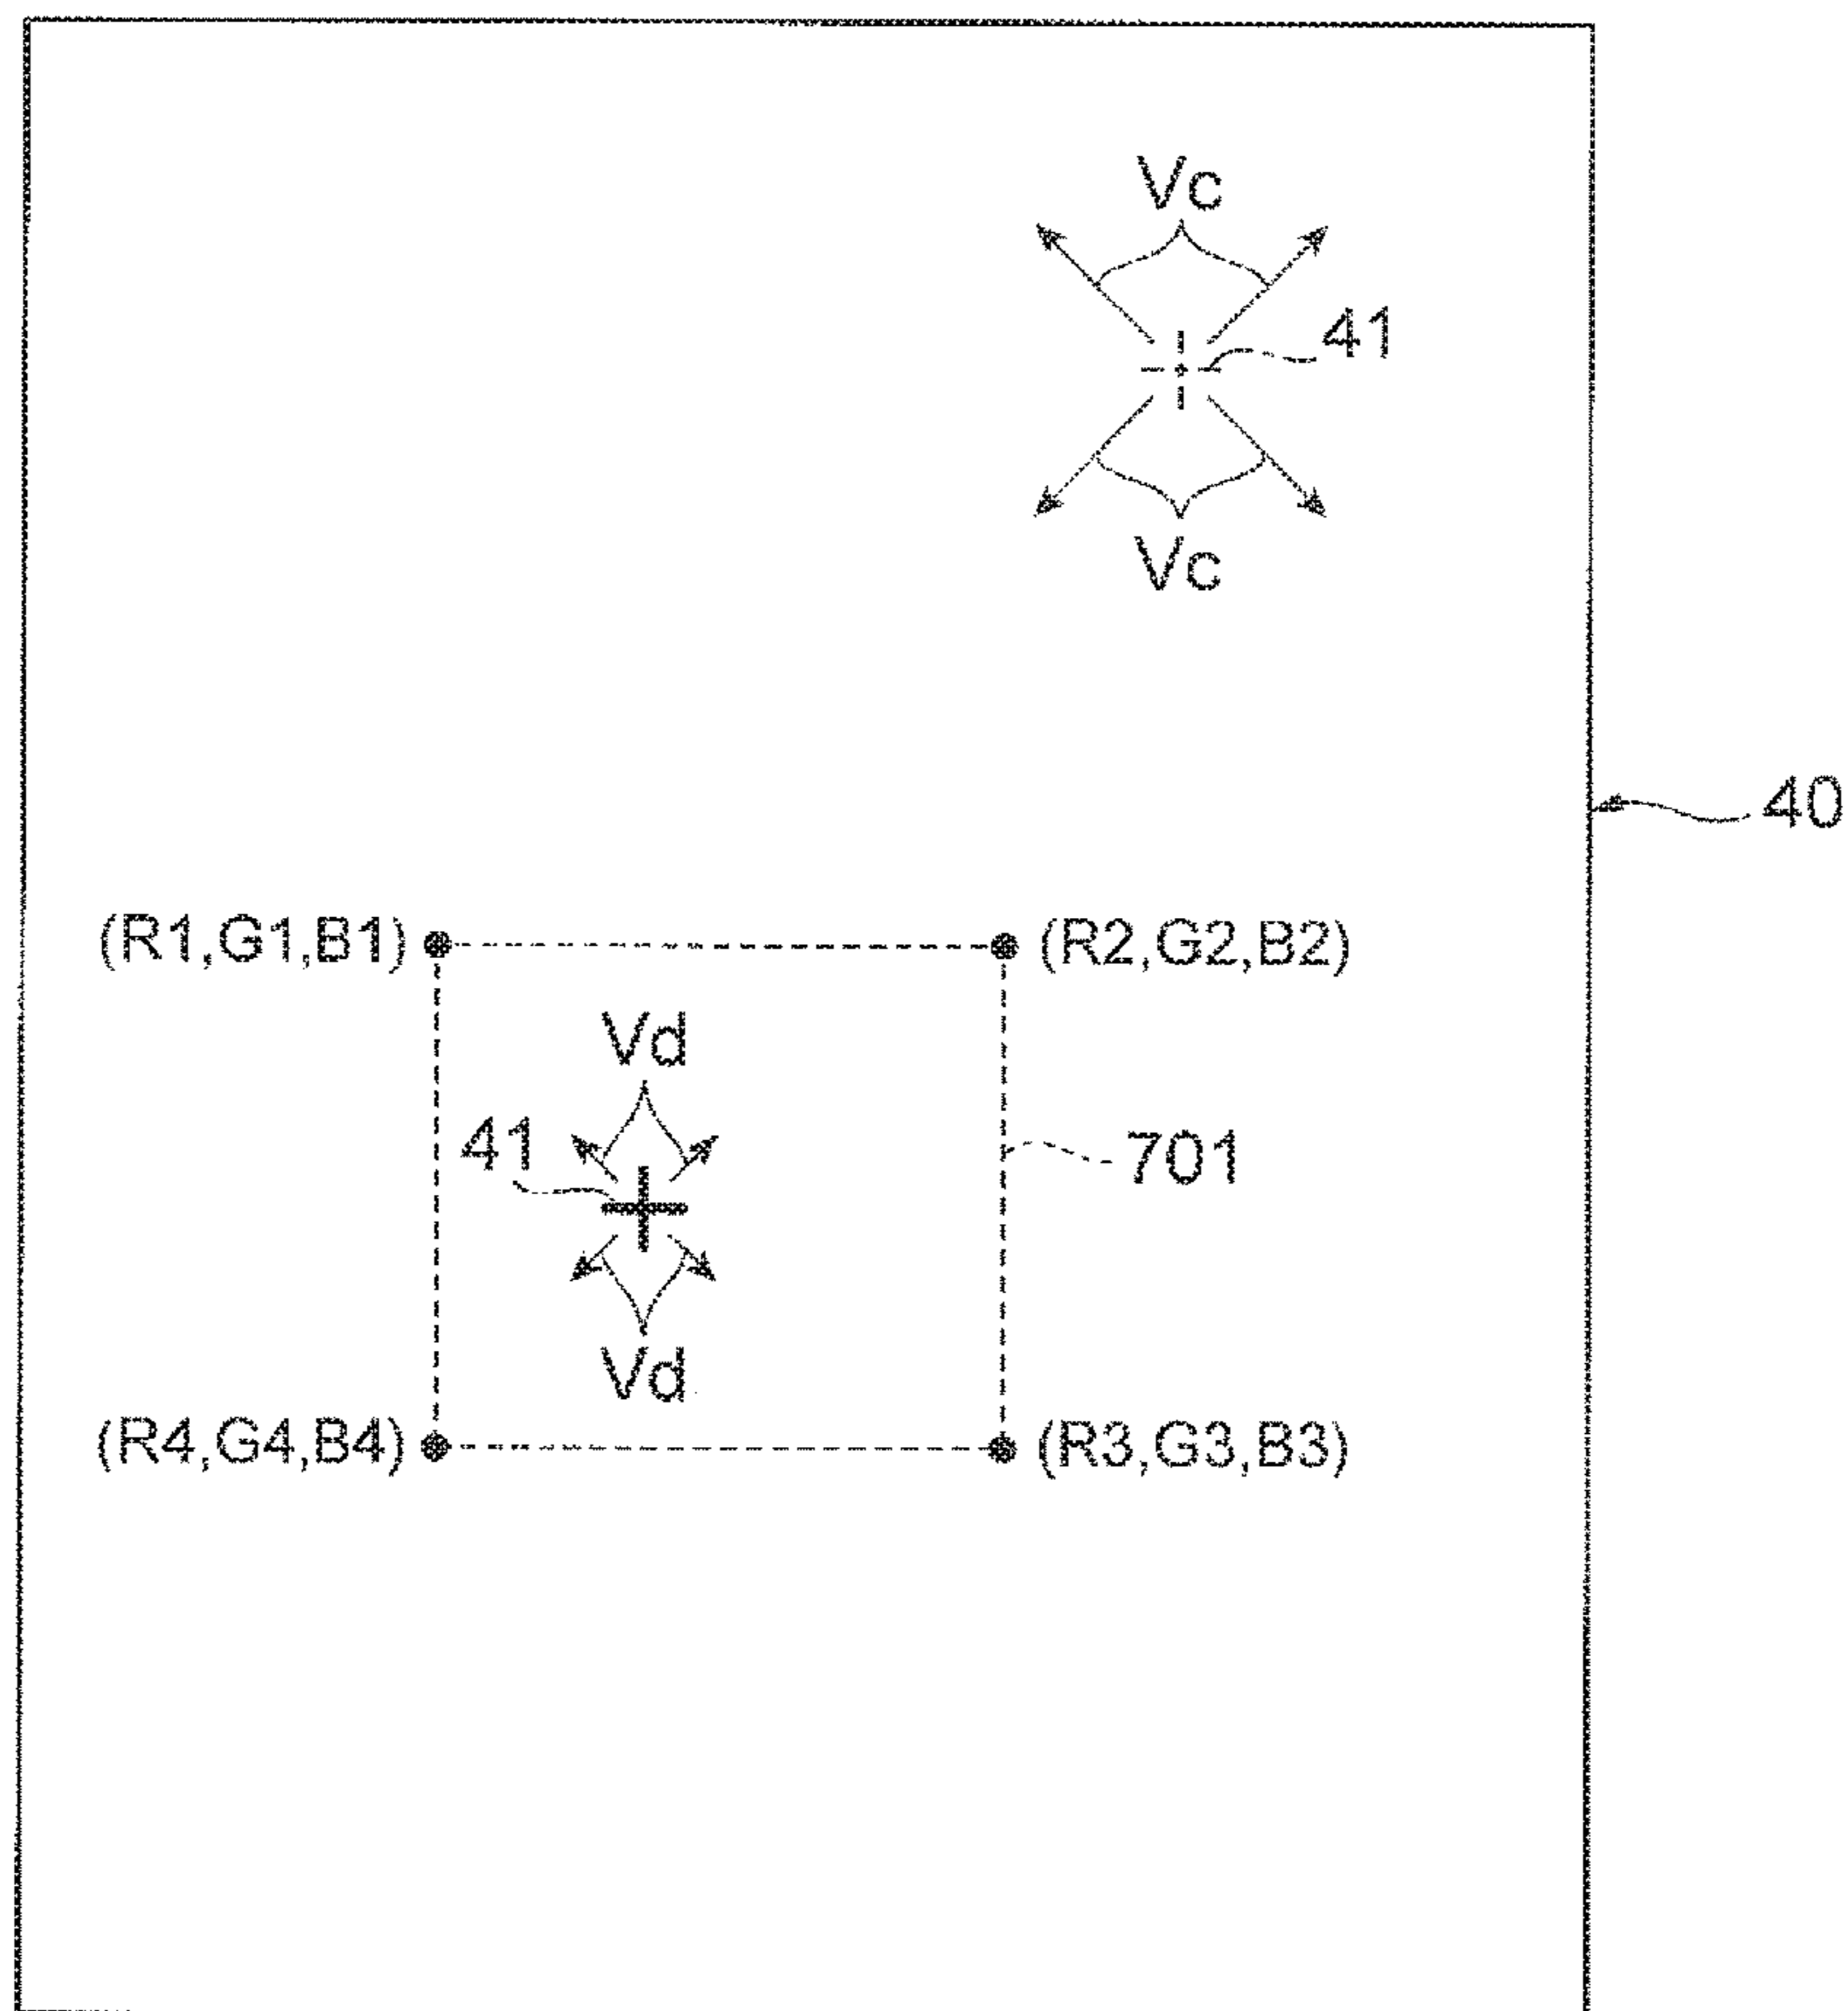 Vc
41
Vc
40
(R1,G1,B1)
(R2,G2,B2)
Vd
41
701
Vd
(R4,G4,B4)
(R3,G3,B3)